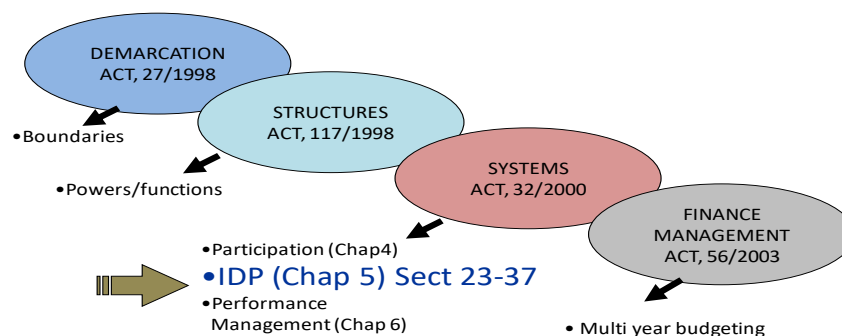 DEMARCATION
ACT, 27/1998
•Boundaries
STRUCTURES
ACT, 117/1998
•Powers/functions
SYSTEMS
ACT, 32/2000
•Participation (Chap4)
•IDP (Chap 5) Sect 23-37
•Performance
Management (Chap 6)
FINANCE
MANAGEMENT
ACT, 56/2003
• Multi year budgeting